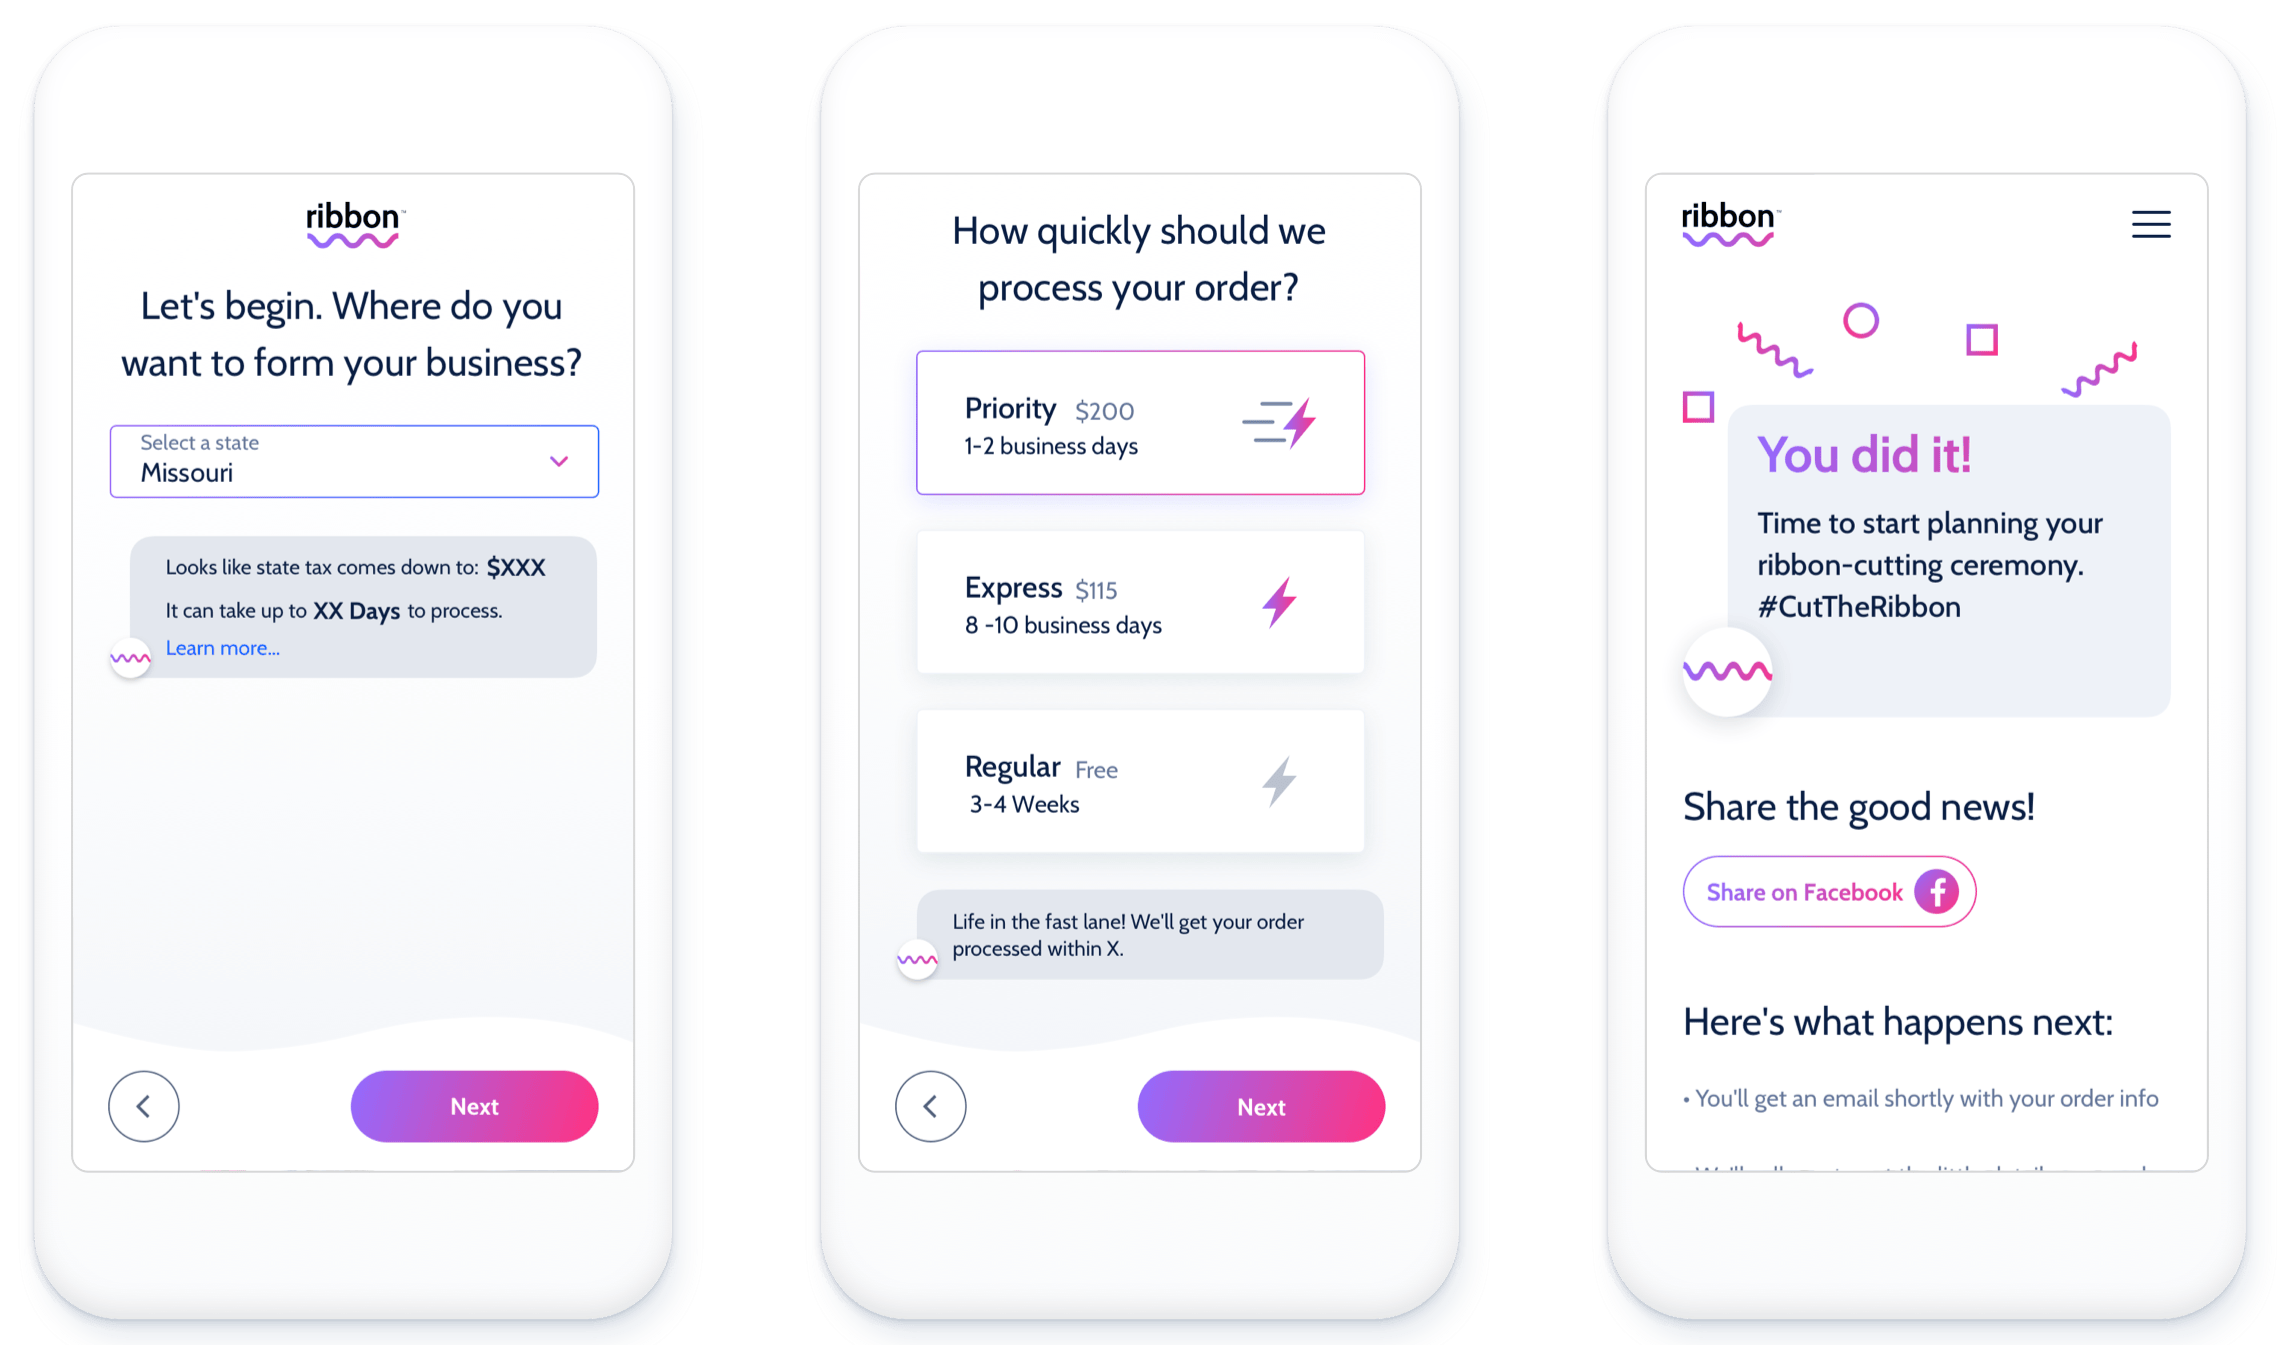 ribbon™
Let's begin. Where do you
want to form your business?
Select a state
Missouri
Looks like state tax comes down to: $XXX
It can take up to XX Days to process.
Learn more...
Next
How quickly should we
process your order?
Priority $200
1-2 business days
Express $115
8 -10 business days
Regular Free
3-4 Weeks
Life in the fast lane! We'll get your order
processed within X.
Next
ribbon™
You did it!
Time to start planning your
ribbon-cutting ceremony.
#CutTheRibbon
Share the good news!
Share on Facebook
Here's what happens next:
• You'll get an email shortly with your order info